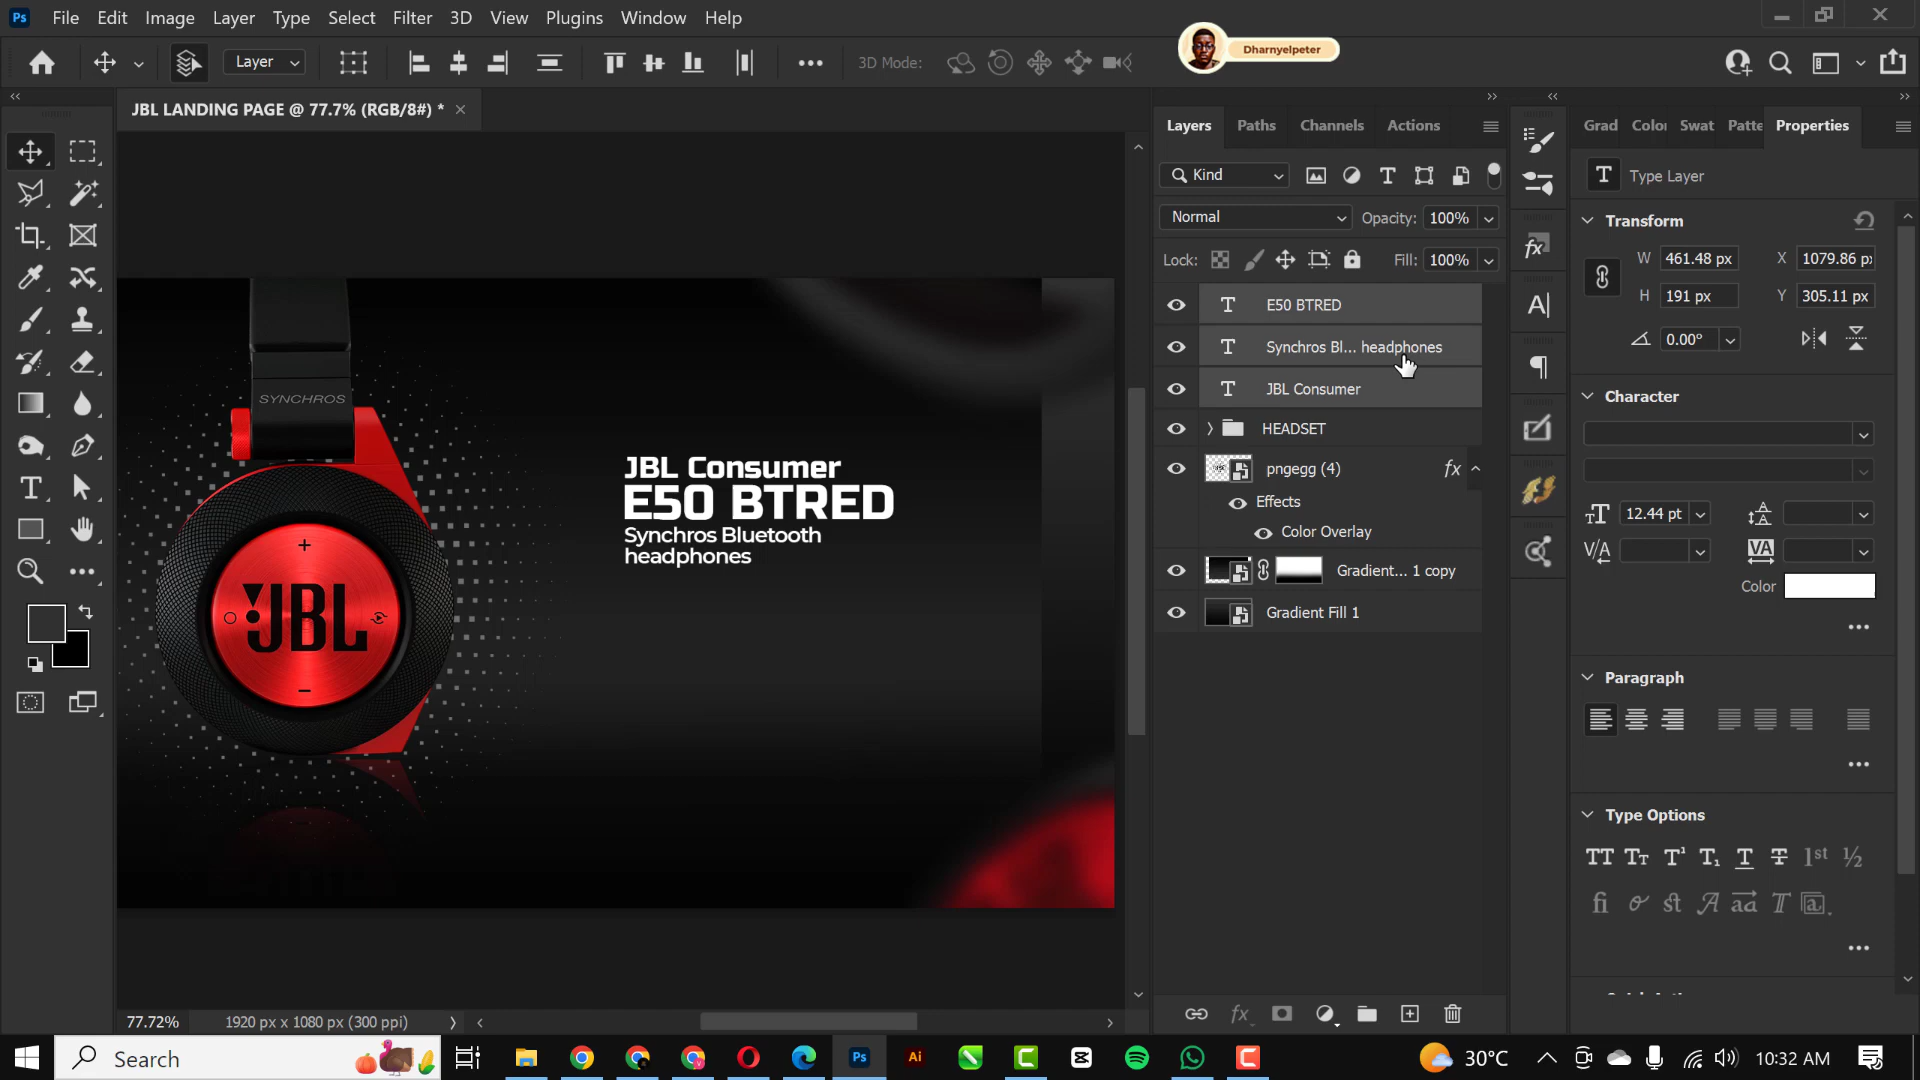 Ps File Edit Image Layer Type Select Filter 3D View Plugins Window Help
Layer 3D Mode: Dharnyelpeter
JBL LANDING PAGE @ 77.7% (RGB/8#) *
SYNCHROS
JBL
JBL Consumer
E50 BTRED
Synchros Bluetooth
headphones
77.72% 1920 px x 1080 px (300 ppi)
Layers Paths Channels Actions
Kind
Normal Opacity: 100%
Lock: Fill: 100%
E50 BTRED
Synchros Bl... headphones
JBL Consumer
HEADSET
pngegg (4) fx
Effects
Color Overlay
Gradient... 1 copy
Gradient Fill 1
Grad Color Swat Patte Properties
Type Layer
Transform
W 461.48 px X 1079.86 px
H 191 px Y 305.11 px
0.00°
Character
12.44 pt
Color
Paragraph
Type Options
Search
30°C 10:32 AM